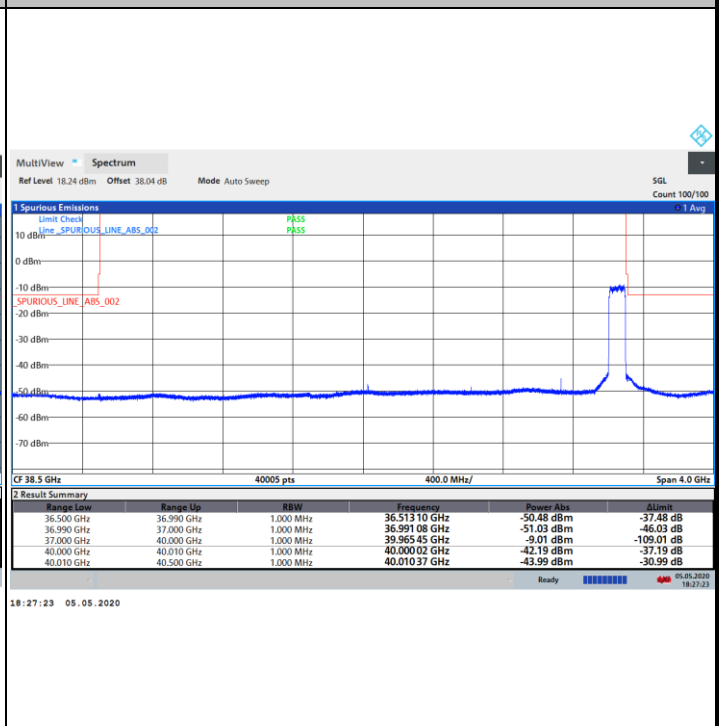 MultiView Spectrum
Ref Level 18.24 dBm Offset 38.04 dB Mode Auto Sweep SGL
Count 100/100
1 Spurious Emissions 1 Avg
Limit Check PASS
Line _SPURIOUS_LINE_ABS_002 PASS
10 dBm
0 dBm
-10 dBm
_SPURIOUS_LINE_ABS_002
-20 dBm
-30 dBm
-40 dBm
-50 dBm
-60 dBm
-70 dBm
CF 38.5 GHz 40005 pts 400.0 MHz/ Span 4.0 GHz
2 Result Summary
Range Low Range Up RBW Frequency Power Abs ΔLimit
36.500 GHz 36.990 GHz 1.000 MHz 36.513 10 GHz -50.48 dBm -37.48 dB
36.990 GHz 37.000 GHz 1.000 MHz 36.991 08 GHz -51.03 dBm -46.03 dB
37.000 GHz 40.000 GHz 1.000 MHz 39.965 45 GHz -9.01 dBm -109.01 dB
40.000 GHz 40.010 GHz 1.000 MHz 40.000 02 GHz -42.19 dBm -37.19 dB
40.010 GHz 40.500 GHz 1.000 MHz 40.010 37 GHz -43.99 dBm -30.99 dB
Ready 05.05.2020
18:27:23
18:27:23 05.05.2020